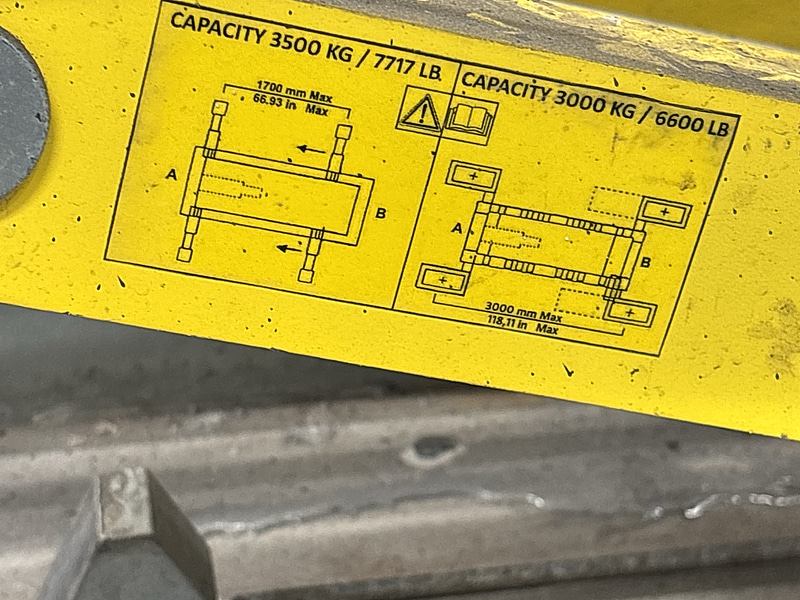 CAPACITY 3500 KG / 7717 LB
1700 mm Max
66.93 in Max
A
B
CAPACITY 3000 KG / 6600 LB
A
B
3000 mm Max
118,11 in Max